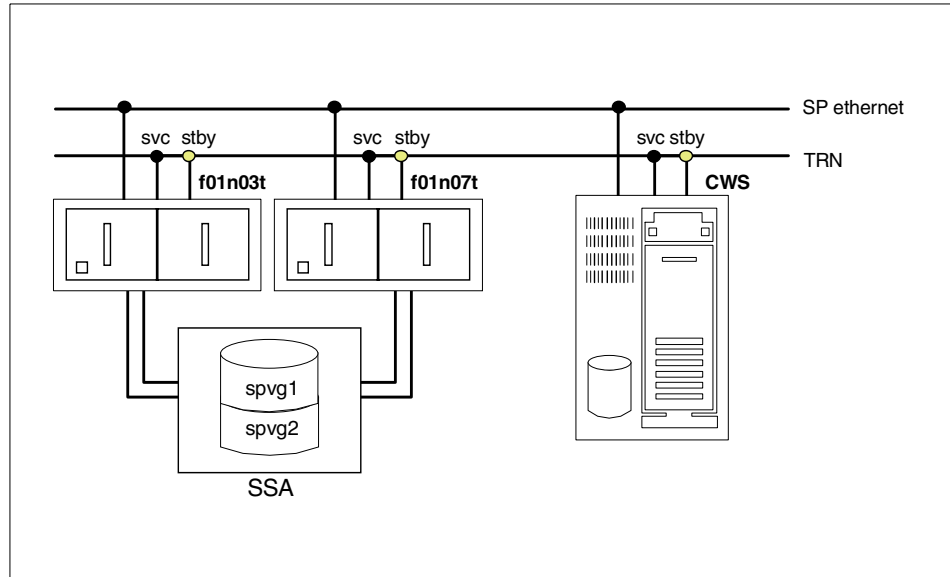 SP ethernet
svc stby
svc stby
svc stby
TRN
f01n03t
f01n07t
CWS
spvg1
spvg2
SSA